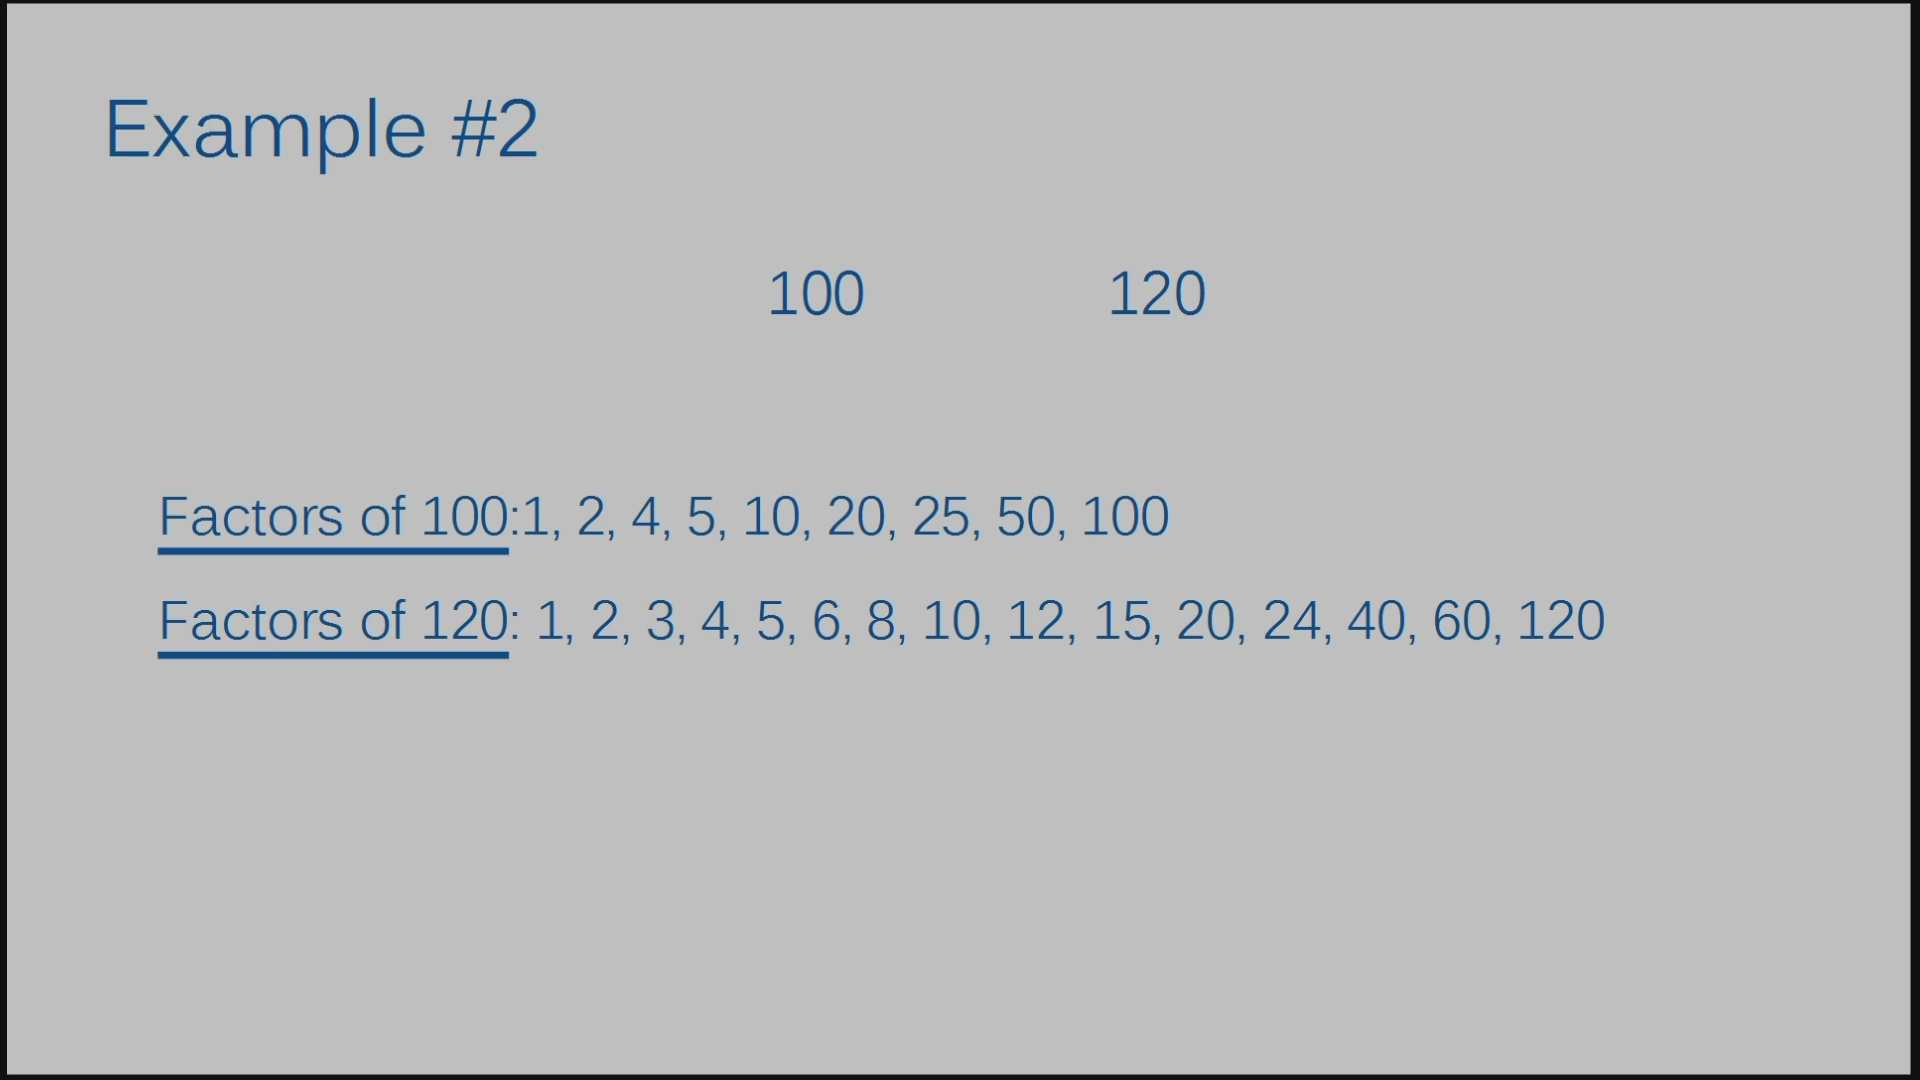 Example #2
100 120
Factors of 100:1, 2, 4, 5, 10, 20, 25, 50, 100
Factors of 120: 1, 2, 3, 4, 5, 6, 8, 10, 12, 15, 20, 24, 40, 60, 120